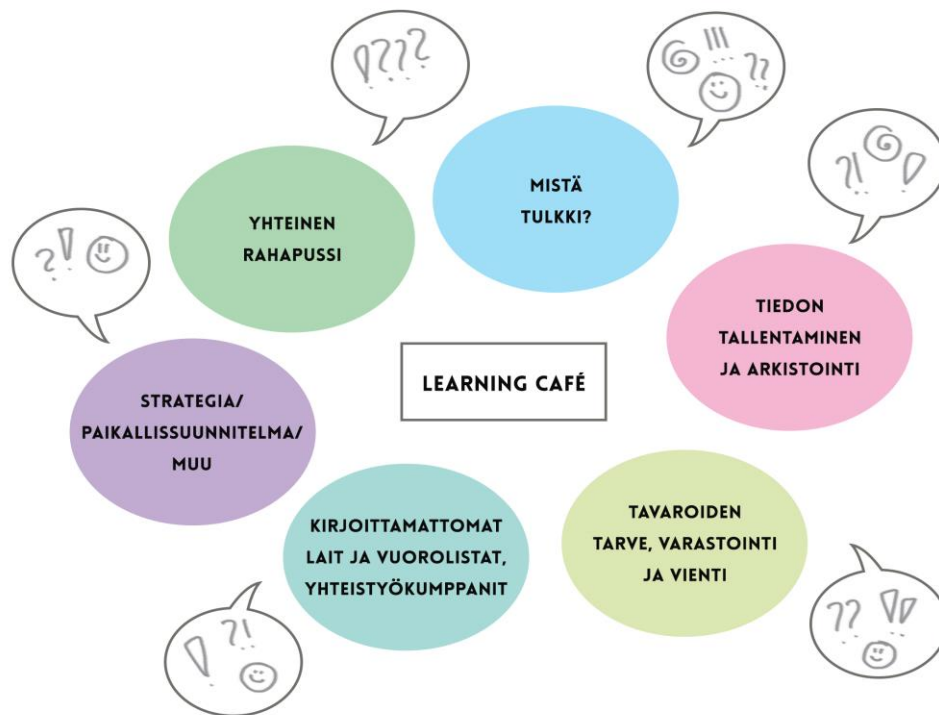 !???
!!!
...
??
MISTÄ
TULKKI?
?!
!
YHTEINEN
RAHAPUSSI
?!
TIEDON
TALLENTAMINEN
JA ARKISTOINTI
LEARNING CAFÉ
STRATEGIA/
PAIKALLISSUUNNITELMA/
MUU
KIRJOITTAMATTOMAT
LAIT JA VUOROLISTAT,
YHTEISTYÖKUMPPANIT
TAVAROIDEN
TARVE, VARASTOINTI
JA VIENTI
! ?!
?? !!